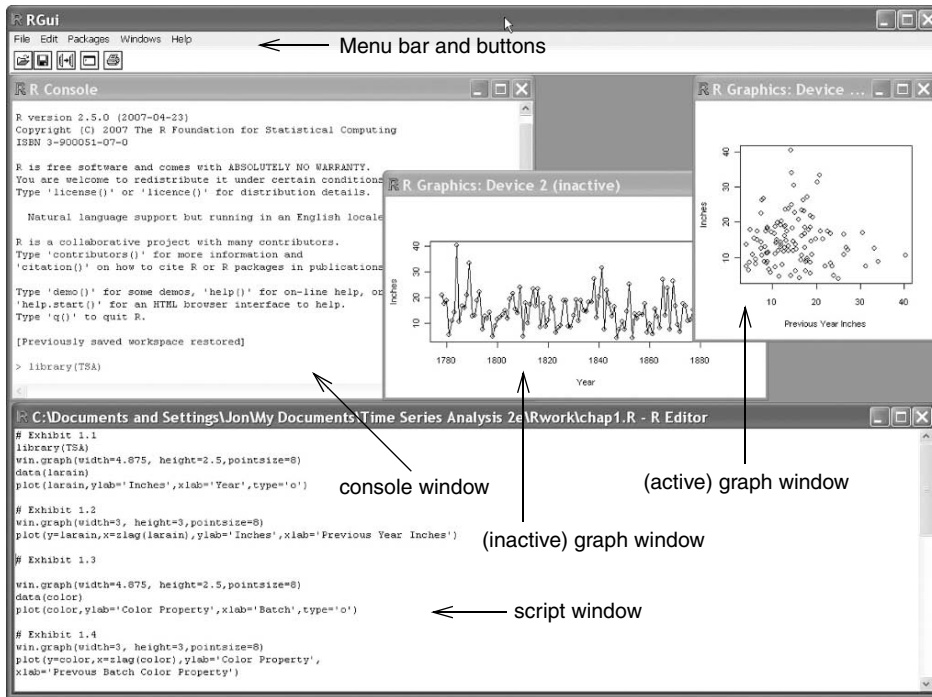 RGui
File Edit Packages Windows Help
Menu bar and buttons
R Console
R version 2.5.0 (2007-04-23)
Copyright (C) 2007 The R Foundation for Statistical Computing
ISBN 3-900051-07-0
R is free software and comes with ABSOLUTELY NO WARRANTY.
You are welcome to redistribute it under certain conditions
Type 'license()' or 'licence()' for distribution details.
Natural language support but running in an English locale
R is a collaborative project with many contributors.
Type 'contributors()' for more information and
'citation()' on how to cite R or R packages in publications
Type 'demo()' for some demos, 'help()' for on-line help, or
'help.start()' for an HTML browser interface to help.
Type 'q()' to quit R.
[Previously saved workspace restored]
> library(TSA)
R Graphics: Device 2 (inactive)
Inches
40
30
20
10
1780 1800 1820 1840 1860 1880
Year
R Graphics: Device ...
Inches
40
30
20
10
10 20 30 40
Previous Year Inches
C:\Documents and Settings\Jon\My Documents\Time Series Analysis 2e\Rwork\chap1.R - R Editor
# Exhibit 1.1
library(TSA)
win.graph(width=4.875, height=2.5,pointsize=8)
data(larain)
plot(larain,ylab='Inches',xlab='Year',type='o')
# Exhibit 1.2
win.graph(width=3, height=3,pointsize=8)
plot(y=larain,x=zlag(larain),ylab='Inches',xlab='Previous Year Inches')
# Exhibit 1.3
win.graph(width=4.875, height=2.5,pointsize=8)
data(color)
plot(color,ylab='Color Property',xlab='Batch',type='o')
# Exhibit 1.4
win.graph(width=3, height=3,pointsize=8)
plot(y=color,x=zlag(color),ylab='Color Property',
xlab='Prevous Batch Color Property')
console window
(inactive) graph window
(active) graph window
script window